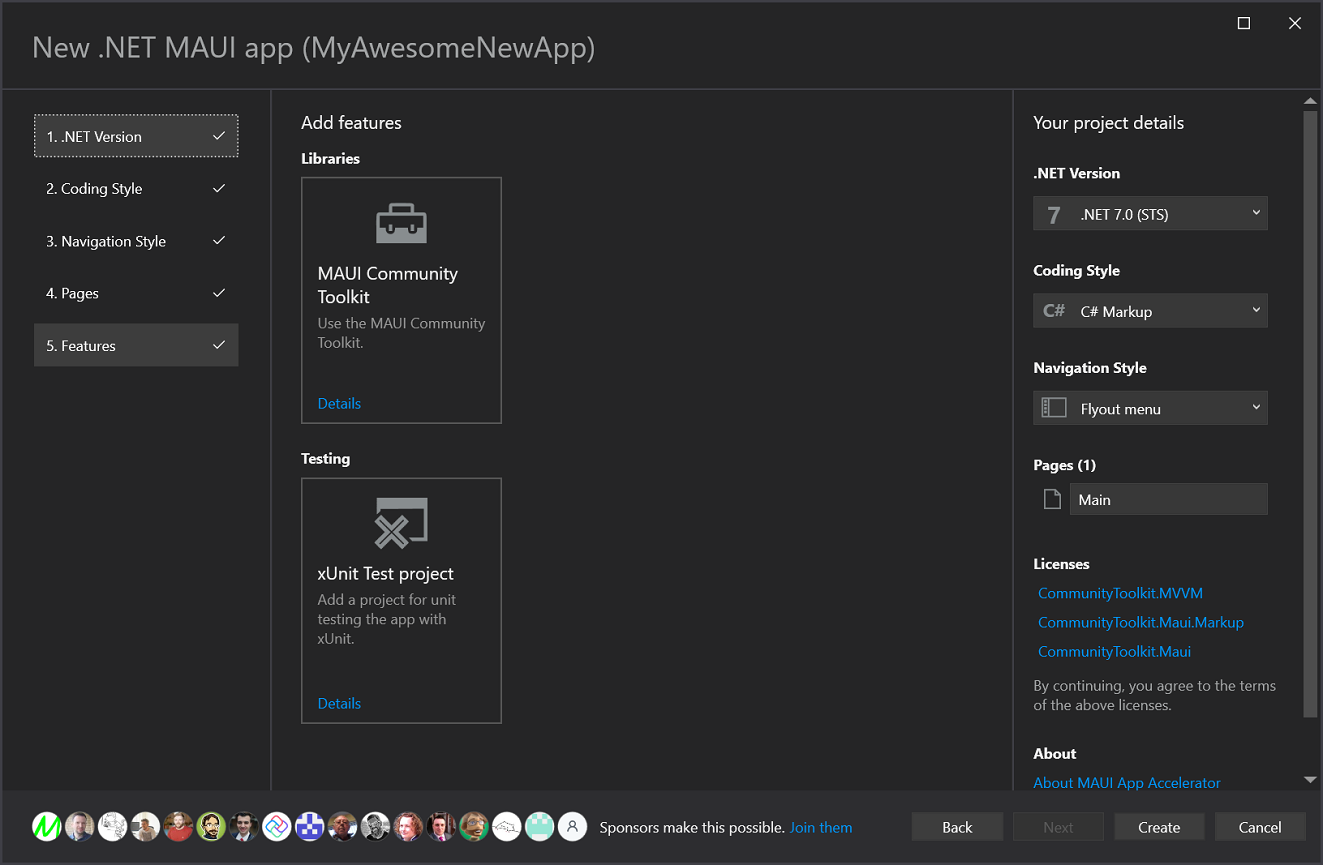 New .NET MAUI app (MyAwesomeNewApp)
1. .NET Version
2. Coding Style
3. Navigation Style
4. Pages
5. Features
Add features
Libraries
MAUI Community
Toolkit
Use the MAUI Community
Toolkit.
Details
Testing
xUnit Test project
Add a project for unit
testing the app with
xUnit.
Details
Your project details
.NET Version
7 .NET 7.0 (STS)
Coding Style
C# C# Markup
Navigation Style
Flyout menu
Pages (1)
Main
Licenses
CommunityToolkit.MVVM
CommunityToolkit.Maui.Markup
CommunityToolkit.Maui
By continuing, you agree to the terms
of the above licenses.
About
About MAUI App Accelerator
Sponsors make this possible. Join them
Back
Next
Create
Cancel